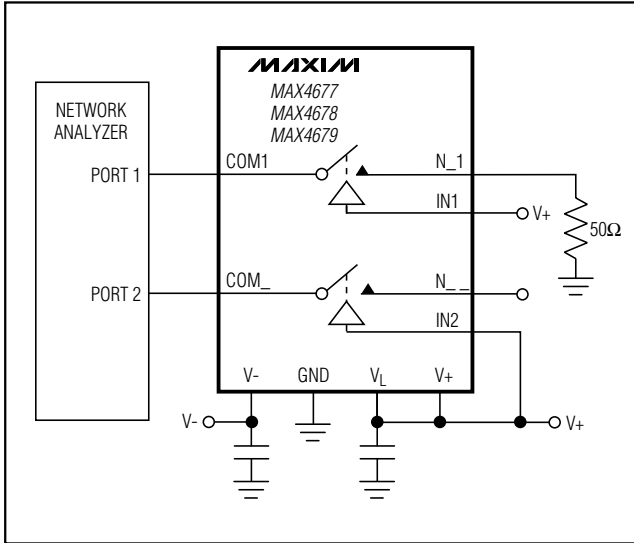 MAXIM
MAX4677
MAX4678
MAX4679
NETWORK
ANALYZER
PORT 1
COM1
N_1
IN1
V+
50Ω
PORT 2
COM_
N_ _
IN2
V-
GND
VL
V+
V-
V+